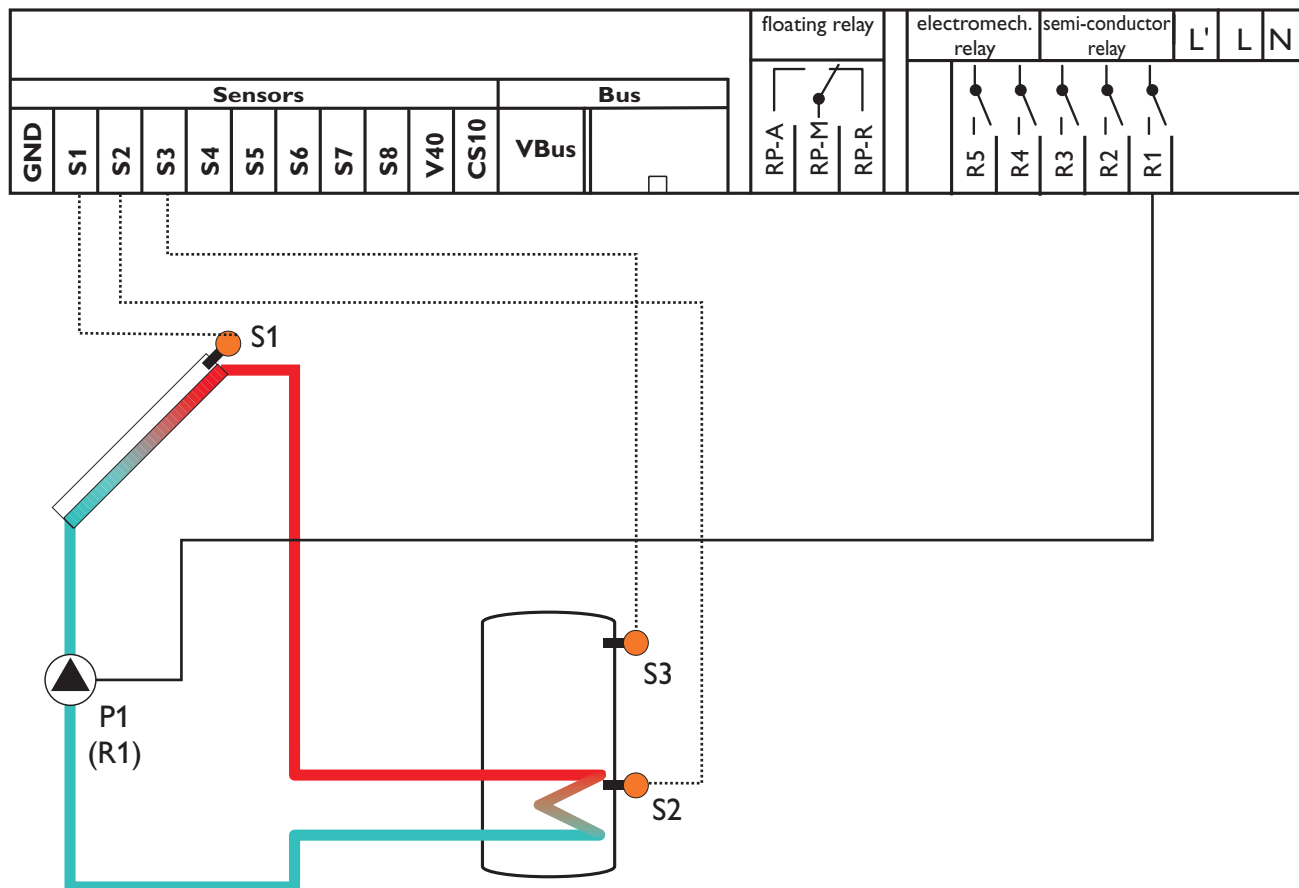 floating relay
electromech.
relay
semi-conductor
relay
L'
L
N
Sensors
Bus
GND
S1
S2
S3
S4
S5
S6
S7
S8
V40
CS10
VBus
RP-A
RP-M
RP-R
R5
R4
R3
R2
R1
S1
S3
P1
(R1)
S2